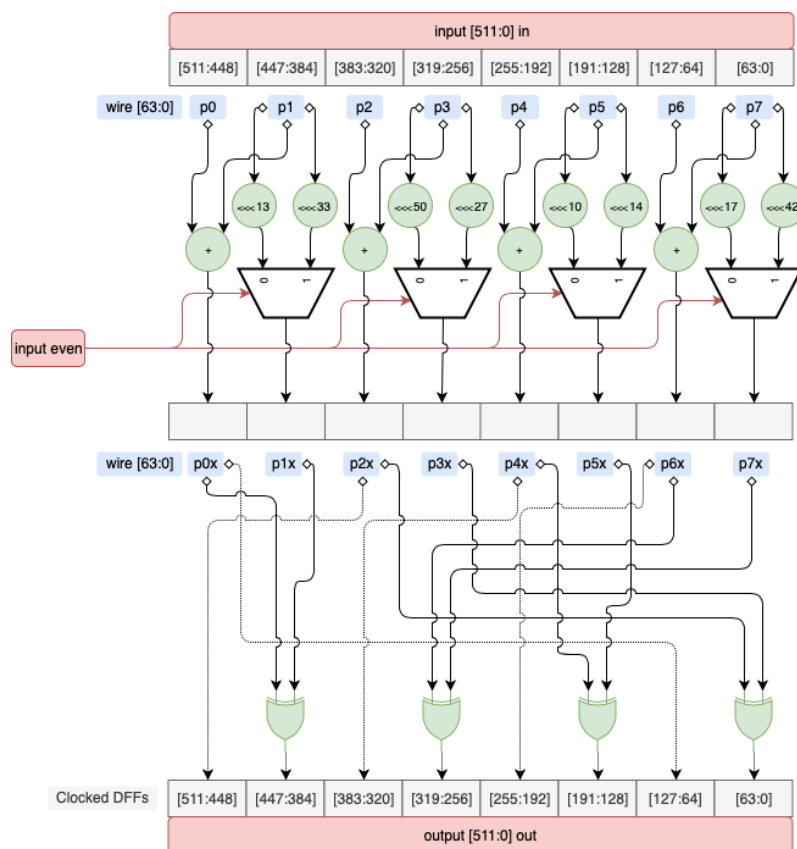 input [511:0] in
[511:448] [447:384] [383:320] [319:256] [255:192] [191:128] [127:64] [63:0]
wire [63:0] p0 p1 p2 p3 p4 p5 p6 p7
<<<13 <<<33 <<<50 <<<27 <<<10 <<<14 <<<17 <<<42
+ + + +
0 1 0 1 0 1 0 1
input even
wire [63:0] p0x p1x p2x p3x p4x p5x p6x p7x
Clocked DFFs [511:448] [447:384] [383:320] [319:256] [255:192] [191:128] [127:64] [63:0]
output [511:0] out